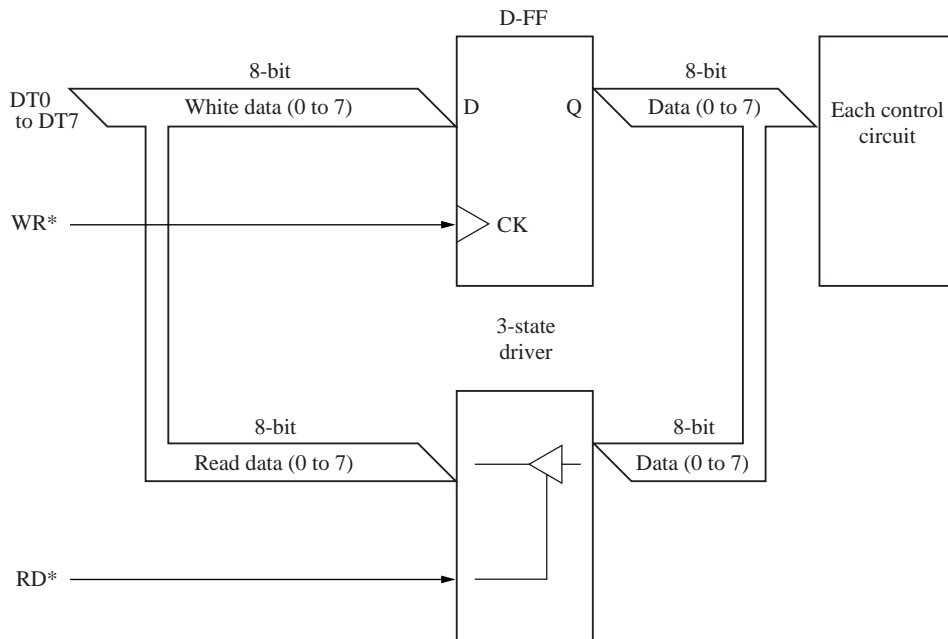 D-FF
8-bit
8-bit
DT0
to DT7
White data (0 to 7)
D
Q
Data (0 to 7)
Each control
circuit
WR*
CK
3-state
driver
8-bit
8-bit
Read data (0 to 7)
Data (0 to 7)
RD*